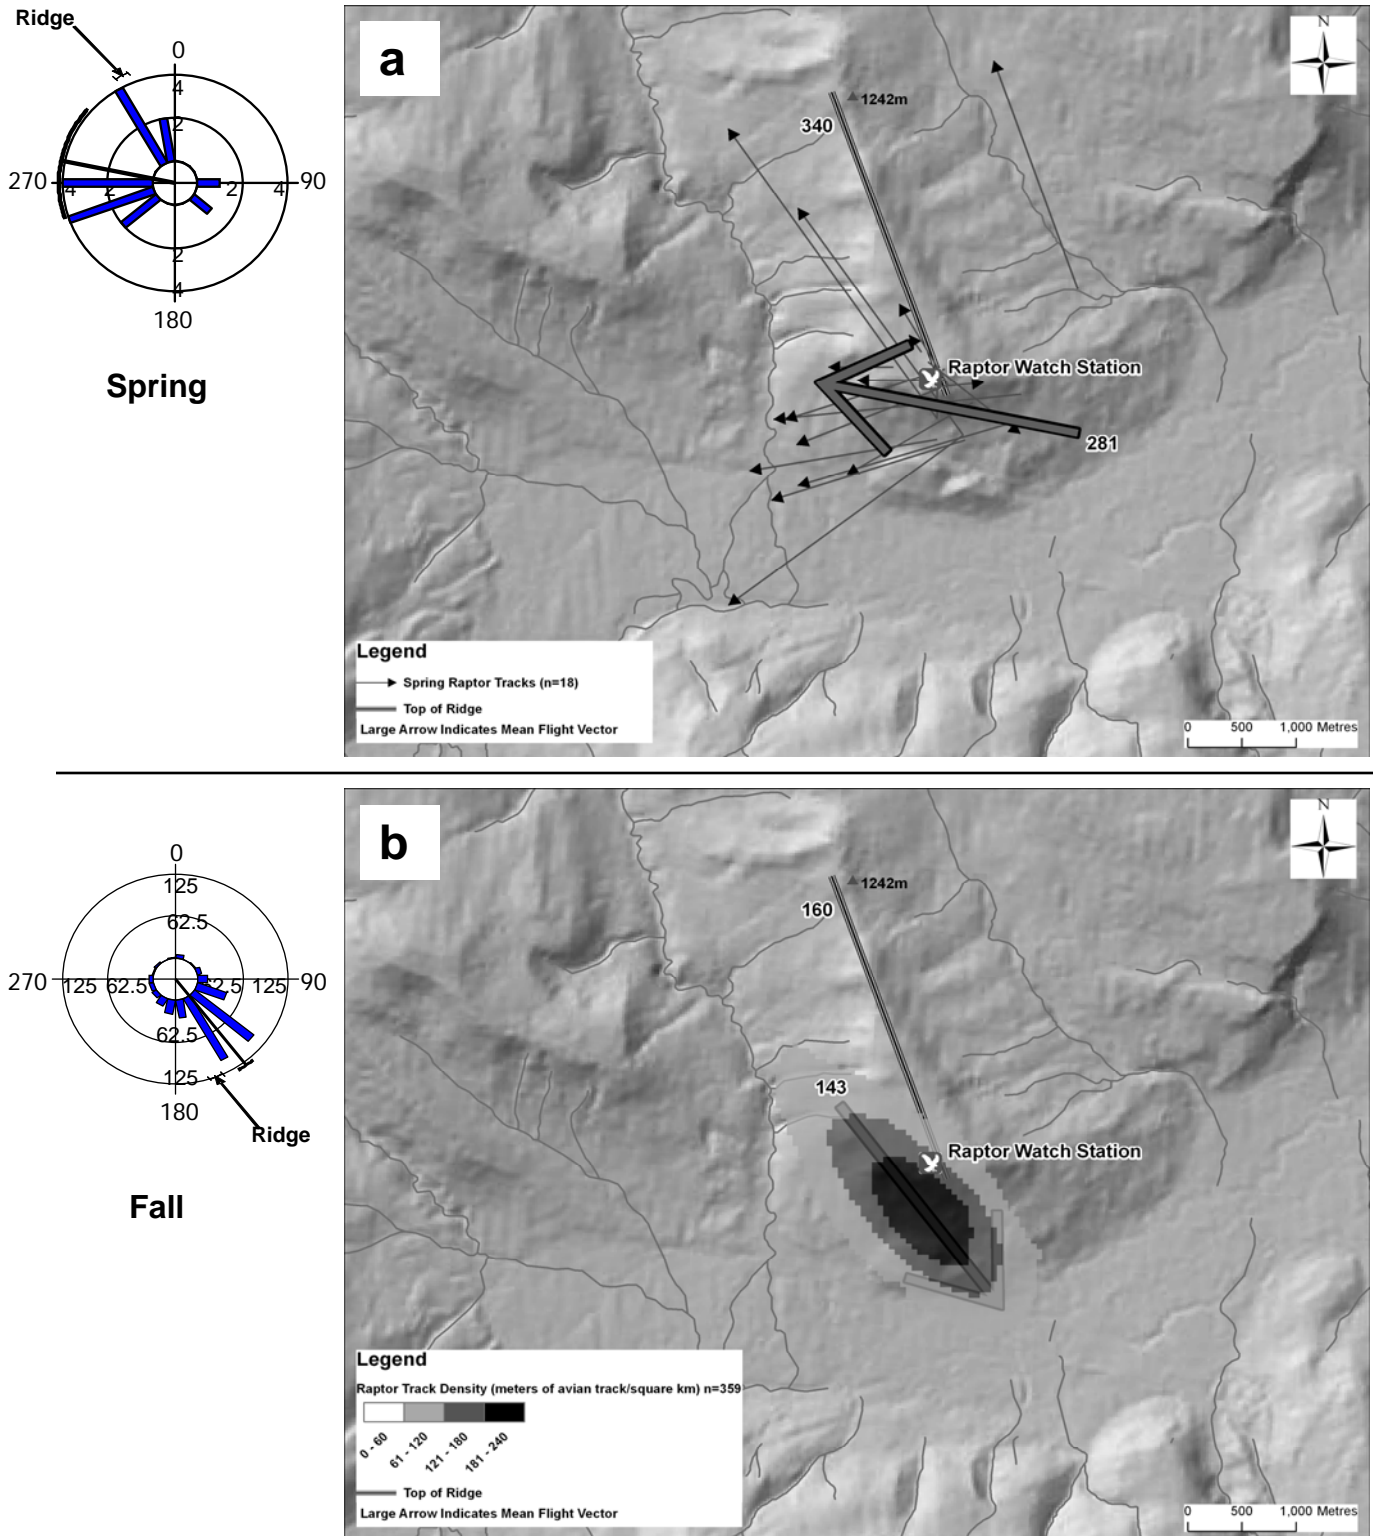 Ridge
0
4
2
270
4
2
2
4
90
2
4
180
Spring
a
N
1242m
340
Raptor Watch Station
281
Legend
Spring Raptor Tracks (n=18)
Top of Ridge
Large Arrow Indicates Mean Flight Vector
0 500 1,000 Metres
b
N
0
125
62.5
270
125
62.5
62.5
125
90
62.5
125
180
Ridge
Fall
1242m
160
143
Raptor Watch Station
Legend
Raptor Track Density (meters of avian track/square km) n=359
0 - 60
61 - 120
121 - 180
181 - 240
Top of Ridge
Large Arrow Indicates Mean Flight Vector
0 500 1,000 Metres